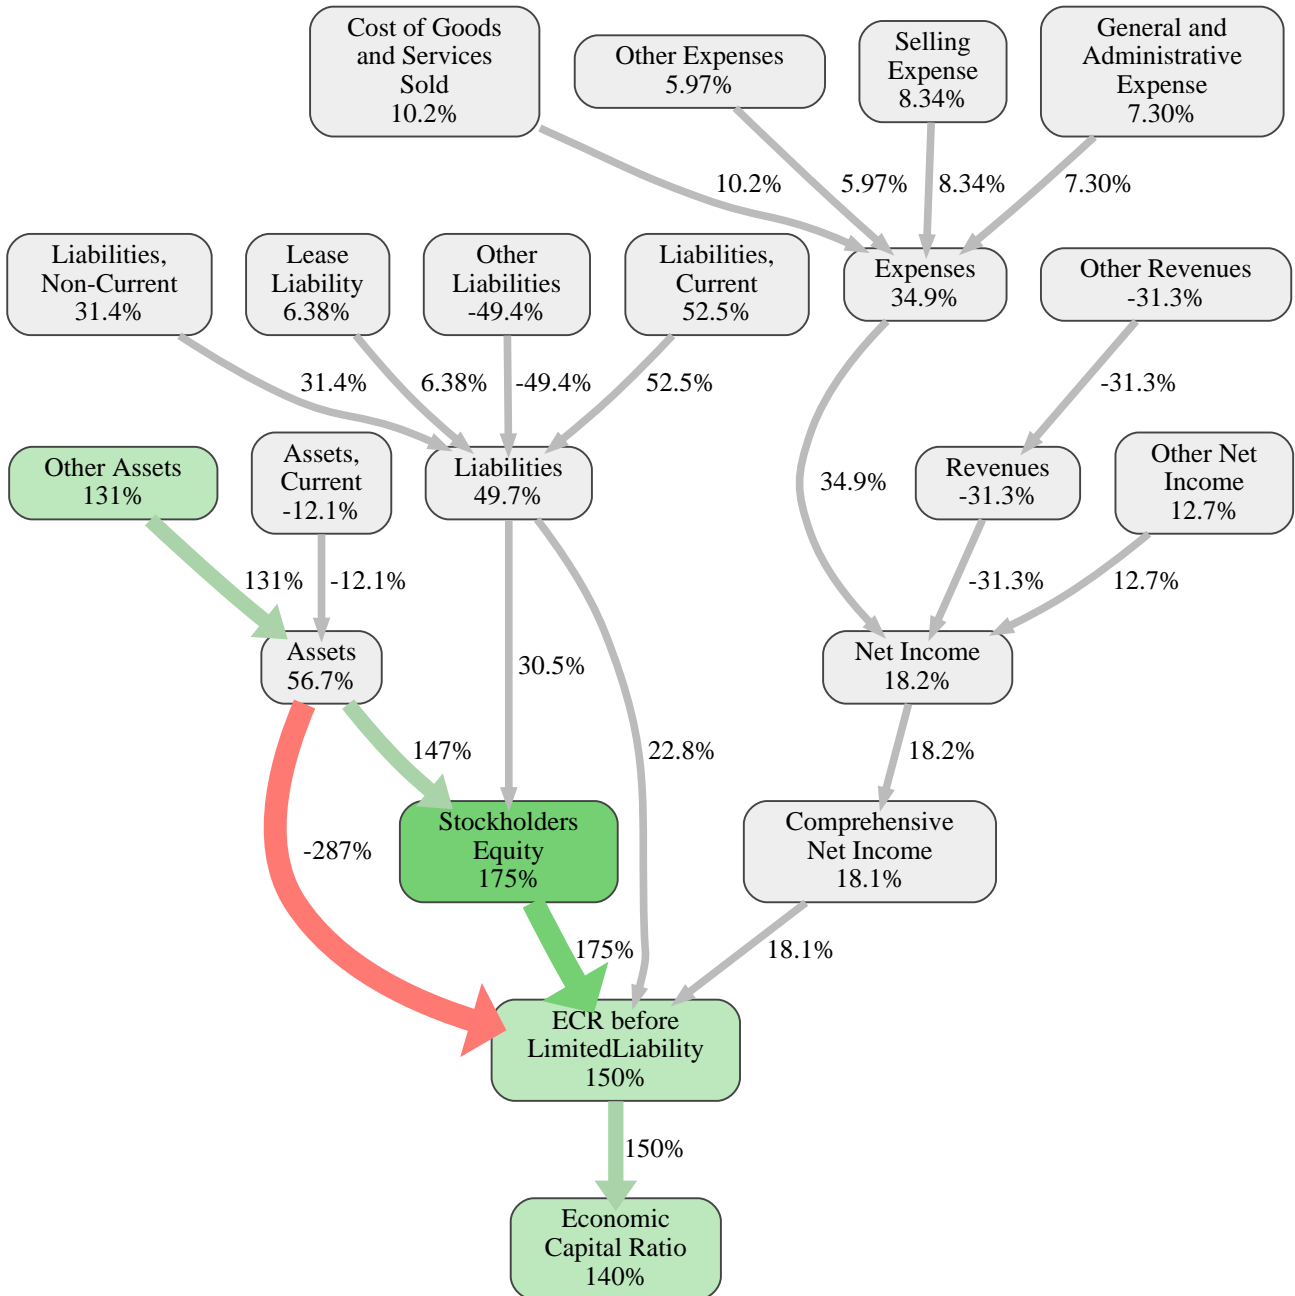 Cost of Goods
and Services
Sold
10.2%
Other Expenses
5.97%
Selling
Expense
8.34%
General and
Administrative
Expense
7.30%
10.2%
5.97%
8.34%
7.30%
Liabilities,
Non-Current
31.4%
Lease
Liability
6.38%
Other
Liabilities
-49.4%
Liabilities,
Current
52.5%
Expenses
34.9%
Other Revenues
-31.3%
31.4%
6.38%
-49.4%
52.5%
-31.3%
Other Assets
131%
Assets,
Current
-12.1%
Liabilities
49.7%
34.9%
Revenues
-31.3%
Other Net
Income
12.7%
131%
-12.1%
-31.3%
12.7%
Assets
56.7%
30.5%
Net Income
18.2%
147%
22.8%
18.2%
-287%
Stockholders
Equity
175%
Comprehensive
Net Income
18.1%
175%
18.1%
ECR before
LimitedLiability
150%
150%
Economic
Capital Ratio
140%